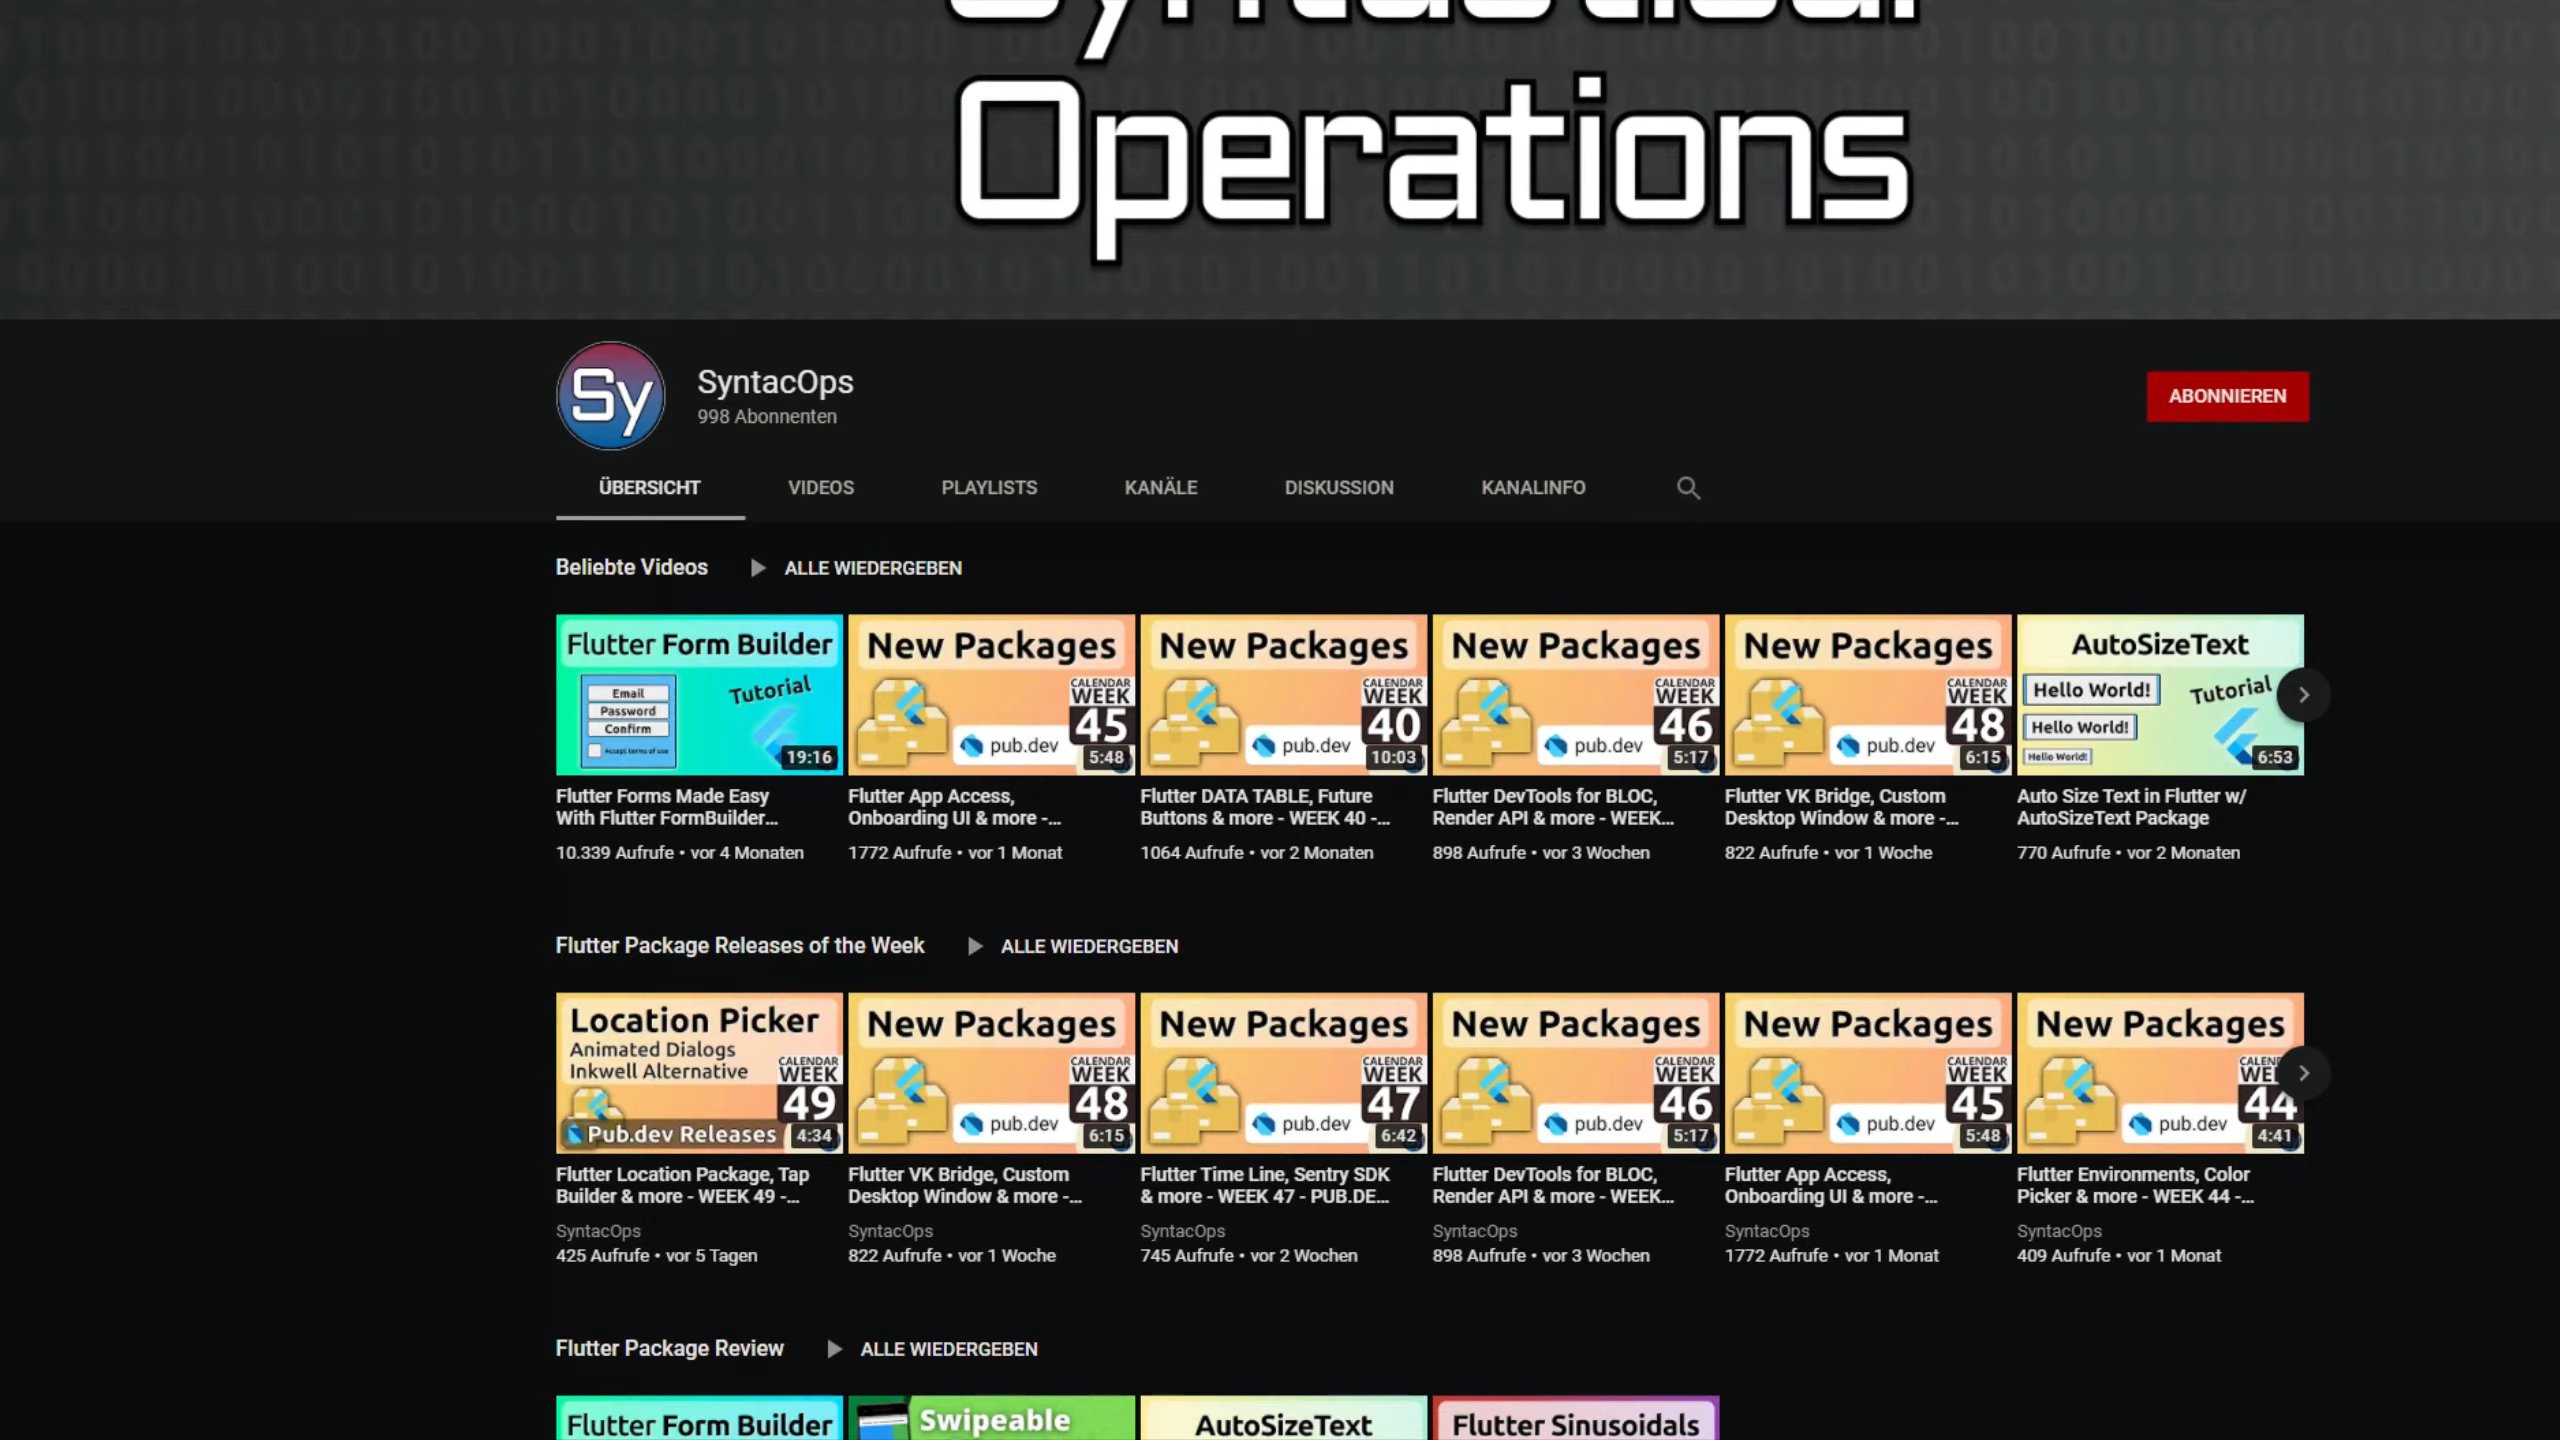 Syntactical
Operations
Sy
SyntacOps
998 Abonnenten
ABONNIEREN
ÜBERSICHT VIDEOS PLAYLISTS KANÄLE DISKUSSION KANALINFO
Beliebte Videos ALLE WIEDERGEBEN
Flutter Form Builder
Email
Password
Confirm
Accept terms of use
Tutorial
19:16
New Packages
CALENDAR
WEEK
45
pub.dev
5:48
New Packages
CALENDAR
WEEK
40
pub.dev
10:03
New Packages
CALENDAR
WEEK
46
pub.dev
5:17
New Packages
CALENDAR
WEEK
48
pub.dev
6:15
AutoSizeText
Hello World!
Hello World!
Hello World!
Tutorial
6:53
Flutter Forms Made Easy
With Flutter FormBuilder...
10.339 Aufrufe • vor 4 Monaten
Flutter App Access,
Onboarding UI & more -...
1772 Aufrufe • vor 1 Monat
Flutter DATA TABLE, Future
Buttons & more - WEEK 40 -...
1064 Aufrufe • vor 2 Monaten
Flutter DevTools for BLOC,
Render API & more - WEEK...
898 Aufrufe • vor 3 Wochen
Flutter VK Bridge, Custom
Desktop Window & more -...
822 Aufrufe • vor 1 Woche
Auto Size Text in Flutter w/
AutoSizeText Package
770 Aufrufe • vor 2 Monaten
Flutter Package Releases of the Week ALLE WIEDERGEBEN
Location Picker
Animated Dialogs
Inkwell Alternative
CALENDAR
WEEK
49
Pub.dev Releases
4:34
New Packages
CALENDAR
WEEK
48
pub.dev
6:15
New Packages
CALENDAR
WEEK
47
pub.dev
6:42
New Packages
CALENDAR
WEEK
46
pub.dev
5:17
New Packages
CALENDAR
WEEK
45
pub.dev
5:48
New Packages
44
pub.dev
4:41
Flutter Location Package, Tap
Builder & more - WEEK 49 -...
SyntacOps
425 Aufrufe • vor 5 Tagen
Flutter VK Bridge, Custom
Desktop Window & more -...
SyntacOps
822 Aufrufe • vor 1 Woche
Flutter Time Line, Sentry SDK
& more - WEEK 47 - PUB.DE...
SyntacOps
745 Aufrufe • vor 2 Wochen
Flutter DevTools for BLOC,
Render API & more - WEEK...
SyntacOps
898 Aufrufe • vor 3 Wochen
Flutter App Access,
Onboarding UI & more -...
SyntacOps
1772 Aufrufe • vor 1 Monat
Flutter Environments, Color
Picker & more - WEEK 44 -...
SyntacOps
409 Aufrufe • vor 1 Monat
Flutter Package Review ALLE WIEDERGEBEN
Flutter Form Builder
Swipeable
AutoSizeText
Flutter Sinusoidals